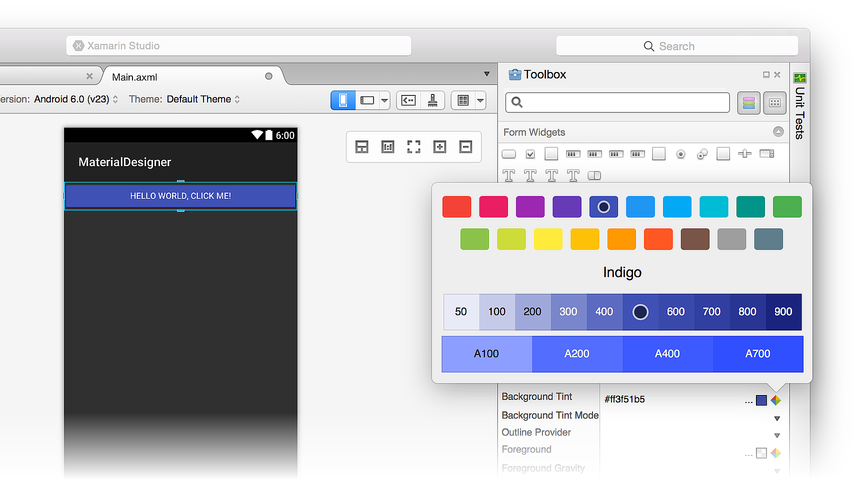 Xamarin Studio
Search
Main.axml
Toolbox
ersion: Android 6.0 (v23) Theme: Default Theme
Unit Tests
Form Widgets
6:00
MaterialDesigner
HELLO WORLD, CLICK ME!
Indigo
50 100 200 300 400 600 700 800 900
A100 A200 A400 A700
Background Tint #ff3f51b5 ...
Background Tint Mode
Outline Provider
Foreground ...
Foreground Gravity